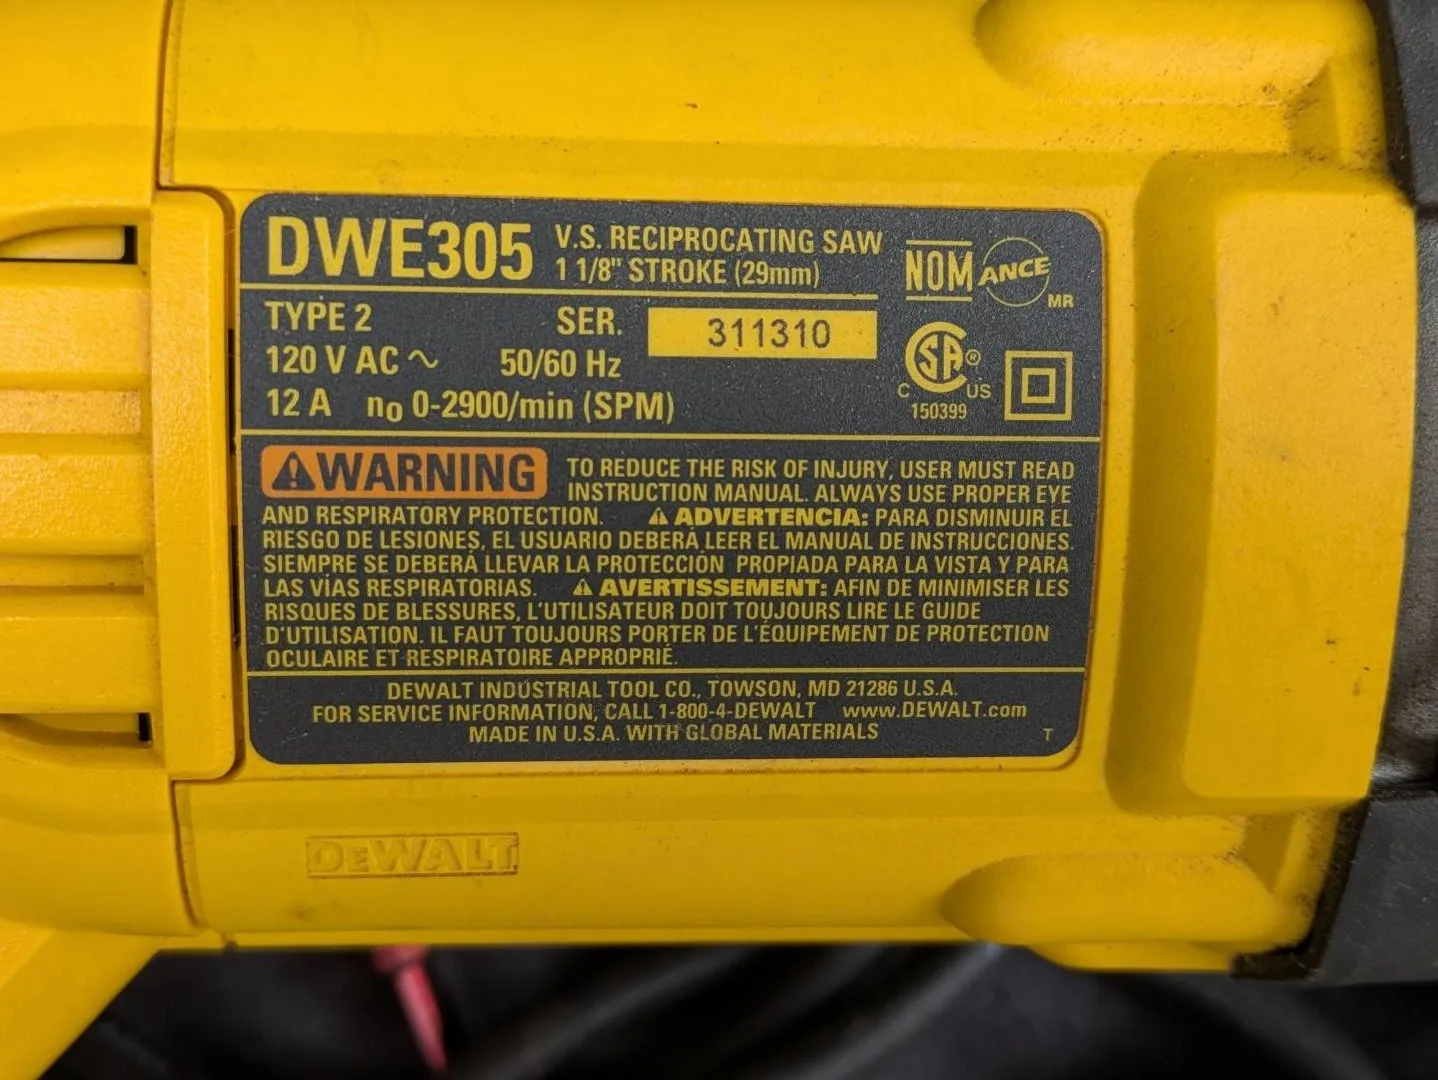 DWE305 V.S. RECIPROCATING SAW
1 1/8" STROKE (29mm)
NOM ANCE MR
TYPE 2 SER. 311310
120 V AC ~ 50/60 Hz
12 A n₀ 0-2900/min (SPM)
CSA ® C US
150399
⚠WARNING TO REDUCE THE RISK OF INJURY, USER MUST READ
INSTRUCTION MANUAL. ALWAYS USE PROPER EYE
AND RESPIRATORY PROTECTION. ⚠ ADVERTENCIA: PARA DISMINUIR EL
RIESGO DE LESIONES, EL USUARIO DEBERÁ LEER EL MANUAL DE INSTRUCCIONES.
SIEMPRE SE DEBERÁ LLEVAR LA PROTECCIÓN PROPIADA PARA LA VISTA Y PARA
LAS VÍAS RESPIRATORIAS. ⚠ AVERTISSEMENT: AFIN DE MINIMISER LES
RISQUES DE BLESSURES, L'UTILISATEUR DOIT TOUJOURS LIRE LE GUIDE
D'UTILISATION. IL FAUT TOUJOURS PORTER DE L'ÉQUIPEMENT DE PROTECTION
OCULAIRE ET RESPIRATOIRE APPROPRIÉ.
DEWALT INDUSTRIAL TOOL CO., TOWSON, MD 21286 U.S.A.
FOR SERVICE INFORMATION, CALL 1-800-4-DEWALT www.DEWALT.com
MADE IN U.S.A. WITH GLOBAL MATERIALS T
DEWALT